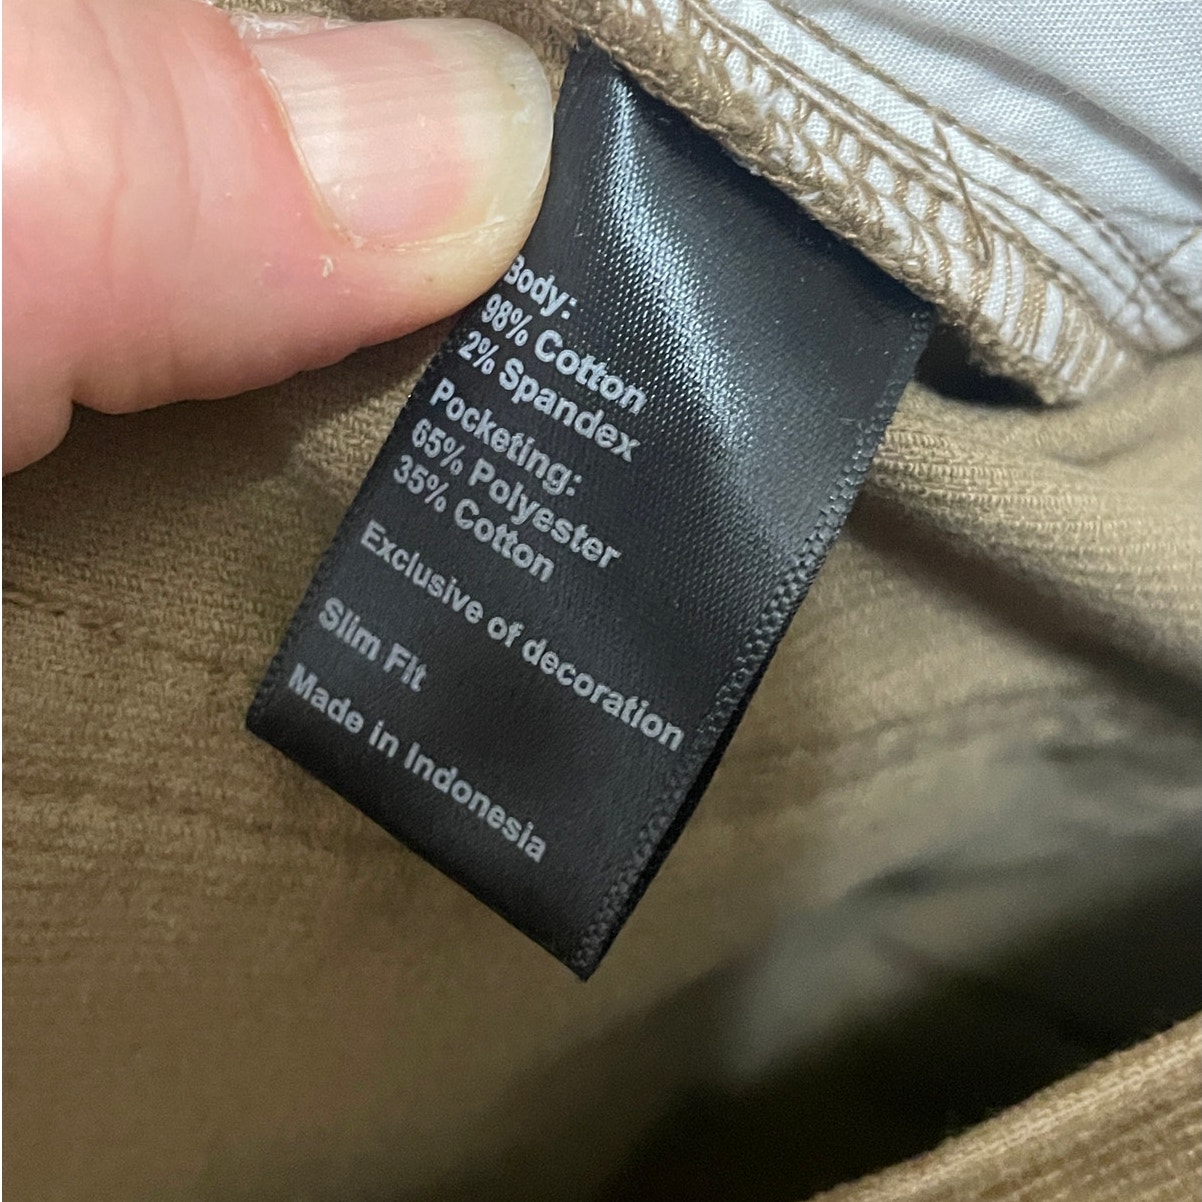 Body:
98% Cotton
2% Spandex
Pocketing:
65% Polyester
35% Cotton
Exclusive of decoration
Slim Fit
Made in Indonesia